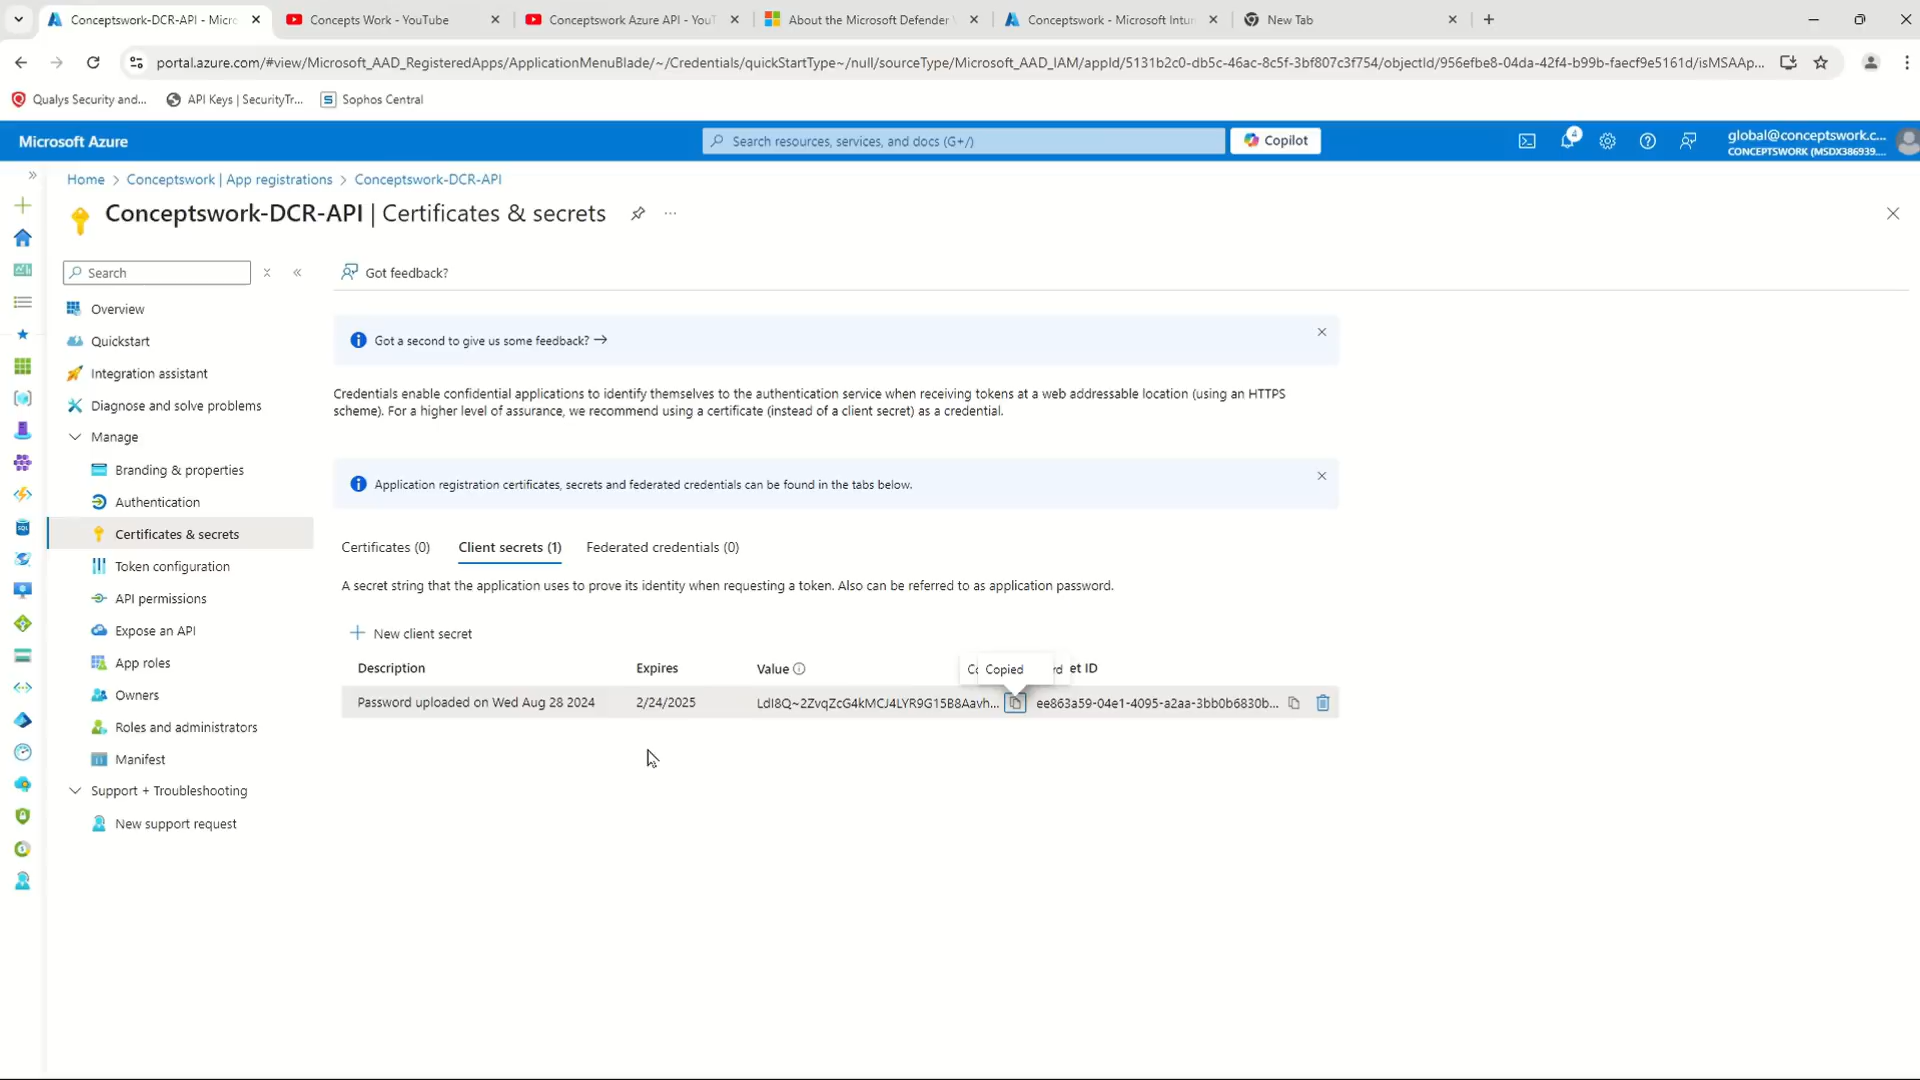 Conceptswork-DCR-API - Micro
Concepts Work - YouTube
Conceptswork Azure API - YouT
About the Microsoft Defender
Conceptswork - Microsoft Intun
New Tab
portal.azure.com/#view/Microsoft_AAD_RegisteredApps/ApplicationMenuBlade/~/Credentials/quickStartType~/null/sourceType/Microsoft_AAD_IAM/appId/5131b2c0-db5c-46ac-8c5f-3bf807c3f754/objectId/956efbe8-04da-42f4-b99b-faecf9e5161d/isMSAAp...
Qualys Security and...
API Keys | SecurityTr...
Sophos Central
Microsoft Azure
Search resources, services, and docs (G+/)
Copilot
4
global@conceptswork.c...
CONCEPTSWORK (MSDX386939....
Home > Conceptswork | App registrations > Conceptswork-DCR-API
Conceptswork-DCR-API | Certificates & secrets
Search
Got feedback?
Overview
Quickstart
Integration assistant
Diagnose and solve problems
Manage
Branding & properties
Authentication
Certificates & secrets
Token configuration
API permissions
Expose an API
App roles
Owners
Roles and administrators
Manifest
Support + Troubleshooting
New support request
Got a second to give us some feedback?
Credentials enable confidential applications to identify themselves to the authentication service when receiving tokens at a web addressable location (using an HTTPS
scheme). For a higher level of assurance, we recommend using a certificate (instead of a client secret) as a credential.
Application registration certificates, secrets and federated credentials can be found in the tabs below.
Certificates (0)
Client secrets (1)
Federated credentials (0)
A secret string that the application uses to prove its identity when requesting a token. Also can be referred to as application password.
New client secret
Description
Expires
Value
Copied
et ID
Password uploaded on Wed Aug 28 2024
2/24/2025
LdI8Q~2ZvqZcG4kMCJ4LYR9G15B8Aavh...
ee863a59-04e1-4095-a2aa-3bb0b6830b...